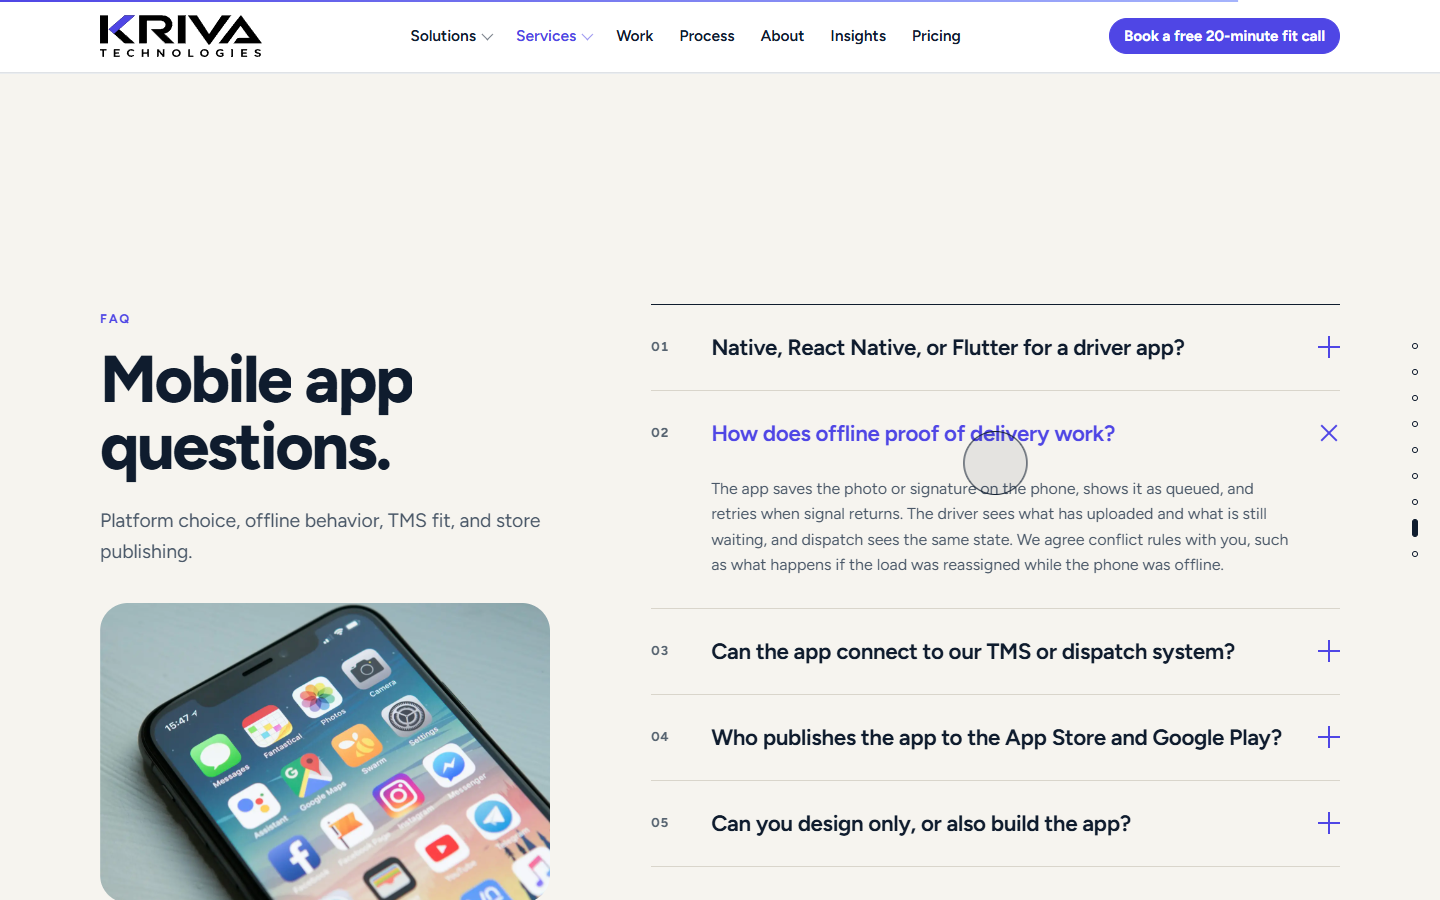 KRIVA
TECHNOLOGIES
Solutions
Services
Work
Process
About
Insights
Pricing
Book a free 20-minute fit call
FAQ
Mobile app
questions.
Platform choice, offline behavior, TMS fit, and store
publishing.
15:47
Camera
Photos
Settings
Fantastical
Messages
Swarm
Messenger
Google Maps
Instagram
Telegram
Assistant
Facebook Page
YouTube
Facebook
01
Native, React Native, or Flutter for a driver app?
02
How does offline proof of delivery work?
The app saves the photo or signature on the phone, shows it as queued, and
retries when signal returns. The driver sees what has uploaded and what is still
waiting, and dispatch sees the same state. We agree conflict rules with you, such
as what happens if the load was reassigned while the phone was offline.
03
Can the app connect to our TMS or dispatch system?
04
Who publishes the app to the App Store and Google Play?
05
Can you design only, or also build the app?